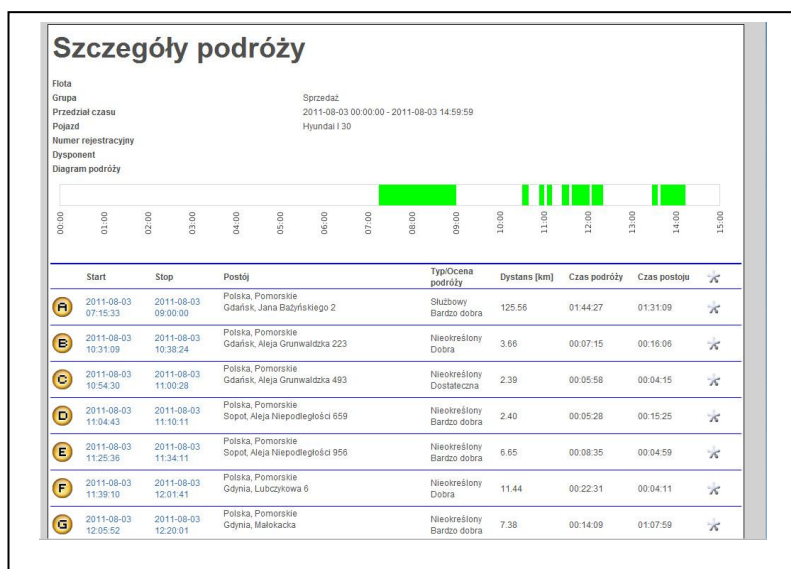 Szczegóły podróży
Flota
Grupa Sprzedaż
Przedział czasu 2011-08-03 00:00:00 - 2011-08-03 14:59:59
Pojazd Hyundai I 30
Numer rejestracyjny
Dysponent
Diagram podróży
00:00 01:00 02:00 03:00 04:00 05:00 06:00 07:00 08:00 09:00 10:00 11:00 12:00 13:00 14:00 15:00
Start Stop Postój Typ/Ocena podróży Dystans [km] Czas podróży Czas postoju
A 2011-08-03 2011-08-03 Polska, Pomorskie Służbowy 125.56 01:44:27 01:31:09
07:15:33 09:00:00 Gdańsk, Jana Bażyńskiego 2 Bardzo dobra
B 2011-08-03 2011-08-03 Polska, Pomorskie Nieokreślony 3.66 00:07:15 00:16:06
10:31:09 10:38:24 Gdańsk, Aleja Grunwaldzka 223 Dobra
C 2011-08-03 2011-08-03 Polska, Pomorskie Nieokreślony 2.39 00:05:58 00:04:15
10:54:30 11:00:28 Gdańsk, Aleja Grunwaldzka 493 Dostateczna
D 2011-08-03 2011-08-03 Polska, Pomorskie Nieokreślony 2.40 00:05:28 00:15:25
11:04:43 11:10:11 Sopot, Aleja Niepodległości 659 Bardzo dobra
E 2011-08-03 2011-08-03 Polska, Pomorskie Nieokreślony 6.65 00:08:35 00:04:59
11:25:36 11:34:11 Sopot, Aleja Niepodległości 956 Bardzo dobra
F 2011-08-03 2011-08-03 Polska, Pomorskie Nieokreślony 11.44 00:22:31 00:04:11
11:39:10 12:01:41 Gdynia, Lubczykowa 6 Dobra
G 2011-08-03 2011-08-03 Polska, Pomorskie Nieokreślony 7.38 00:14:09 01:07:59
12:05:52 12:20:01 Gdynia, Małokacka Bardzo dobra